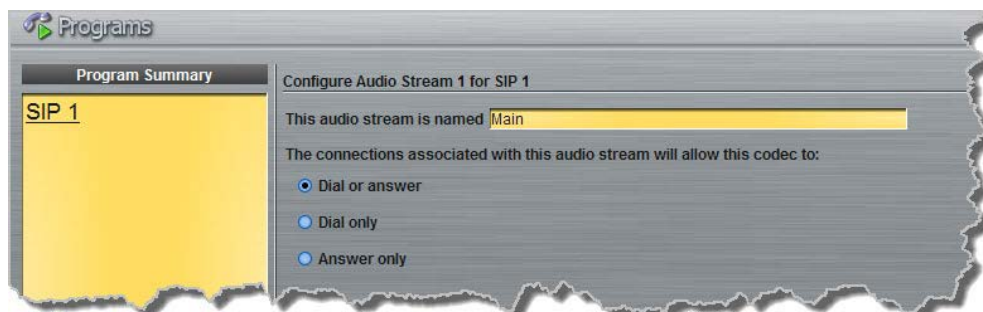 Programs
Program Summary
SIP 1
Configure Audio Stream 1 for SIP 1
This audio stream is named Main
The connections associated with this audio stream will allow this codec to:
Dial or answer
Dial only
Answer only